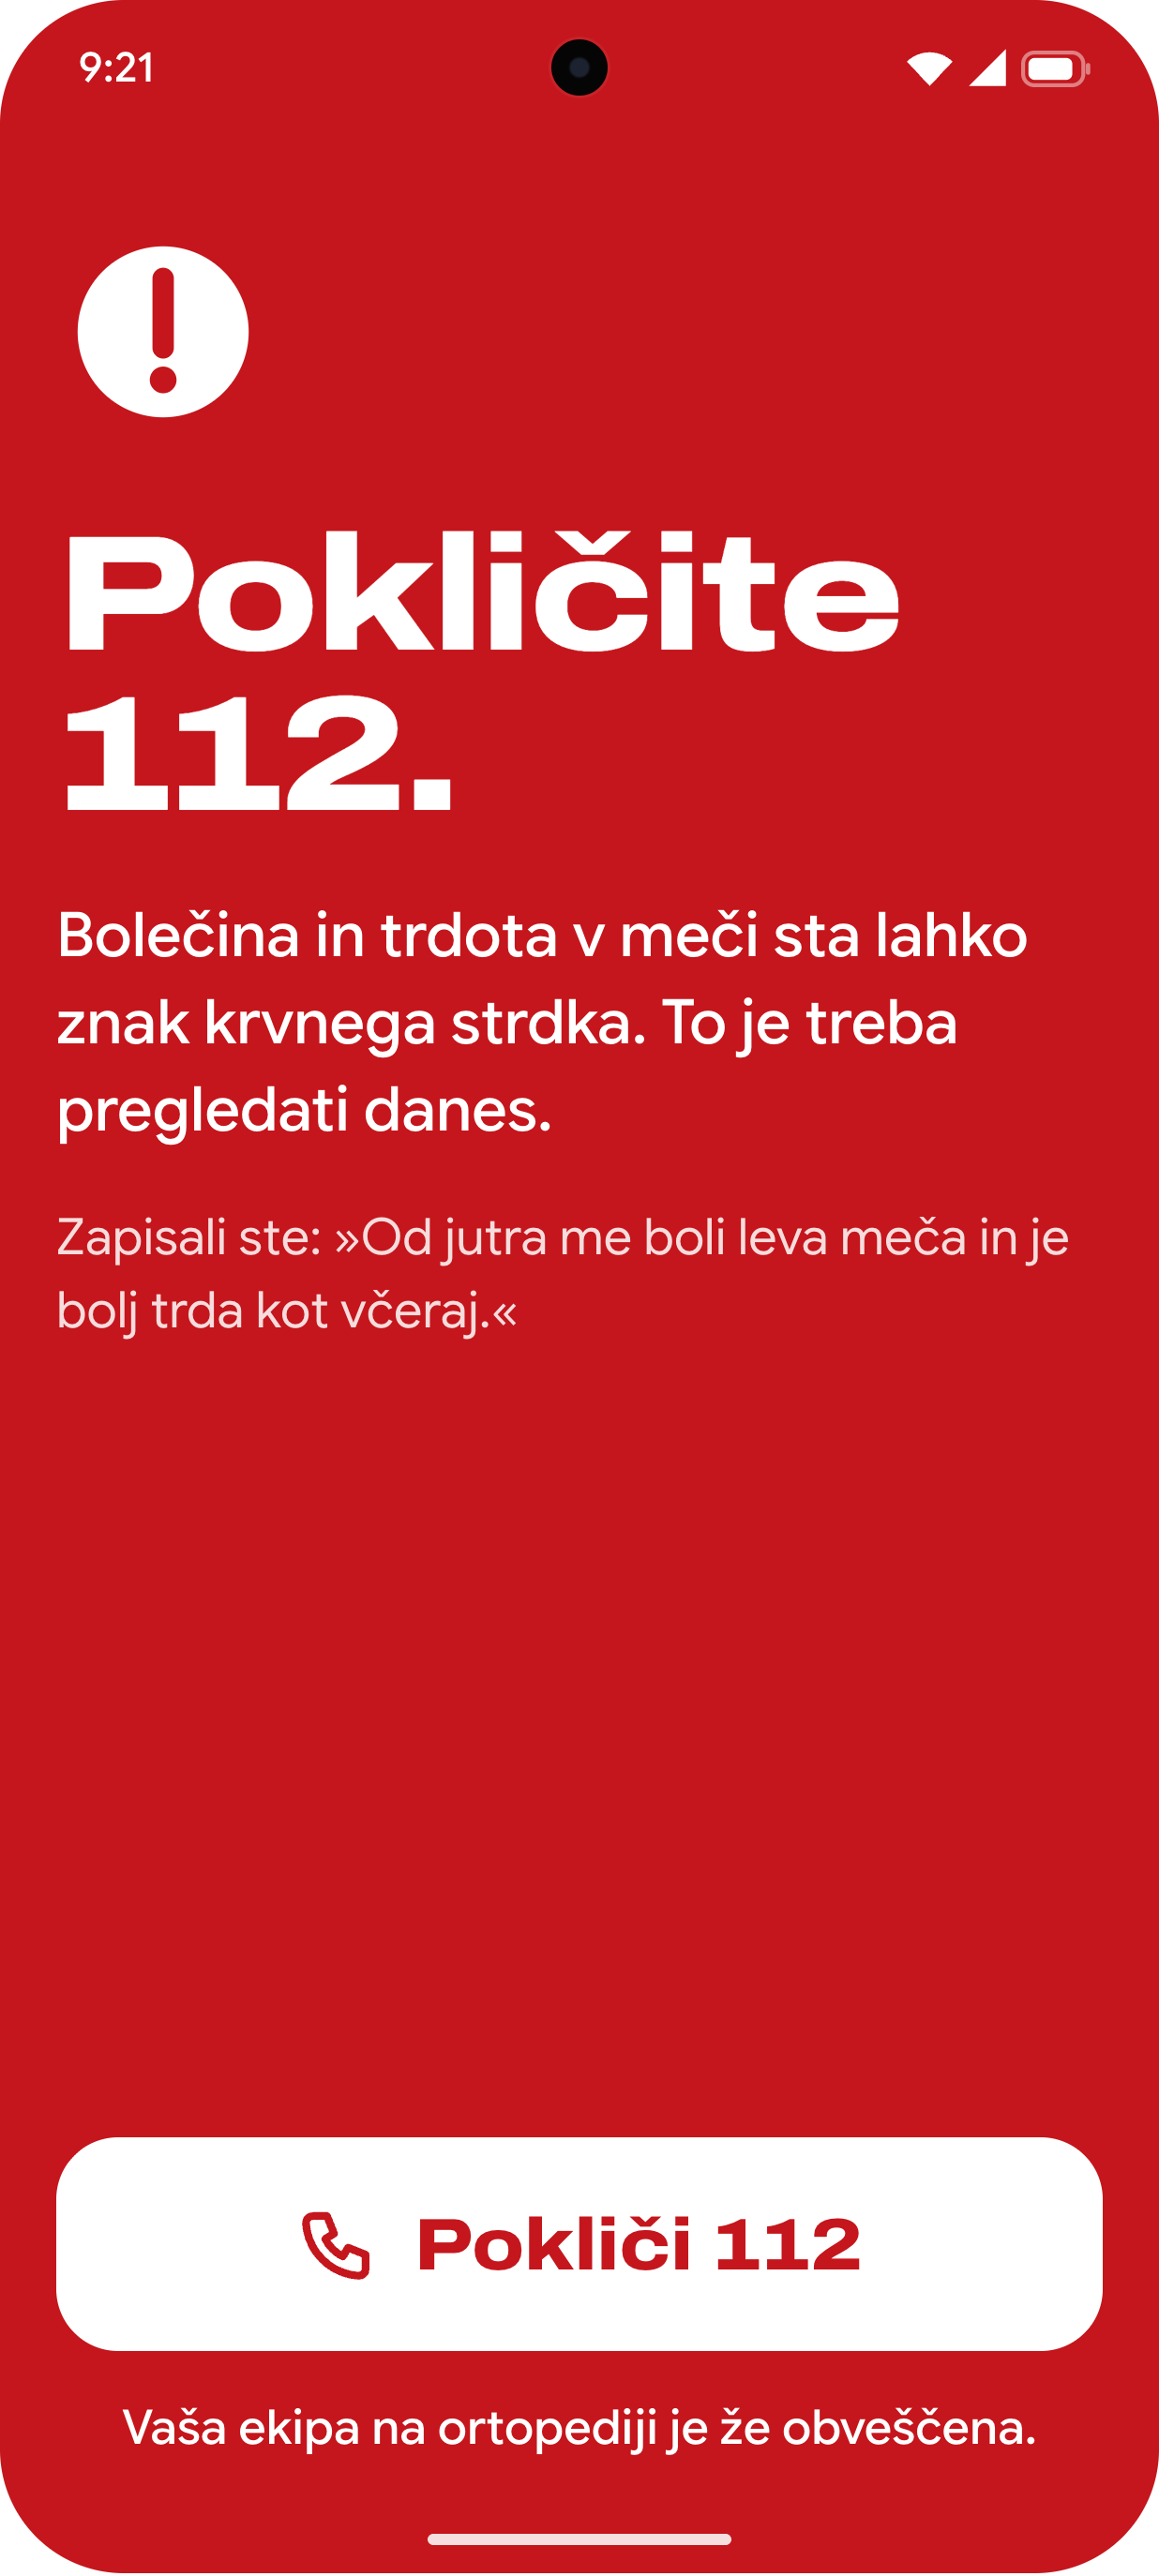 9:21
Pokličite
112.
Bolečina in trdota v meči sta lahko
znak krvnega strdka. To je treba
pregledati danes.
Zapisali ste: »Od jutra me boli leva meča in je
bolj trda kot včeraj.«
Pokliči 112
Vaša ekipa na ortopediji je že obveščena.